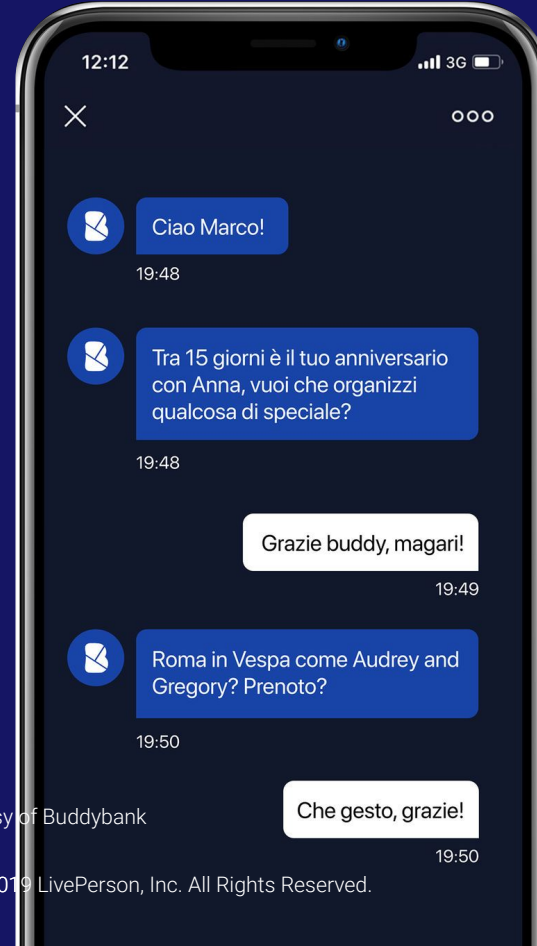 12:12
3G
Ciao Marco!
19:48
Tra 15 giorni è il tuo anniversario
con Anna, vuoi che organizzi
qualcosa di speciale?
19:48
Grazie buddy, magari!
19:49
Roma in Vespa come Audrey and
Gregory? Prenoto?
19:50
of Buddybank
Che gesto, grazie!
19:50
LivePerson, Inc. All Rights Reserved.